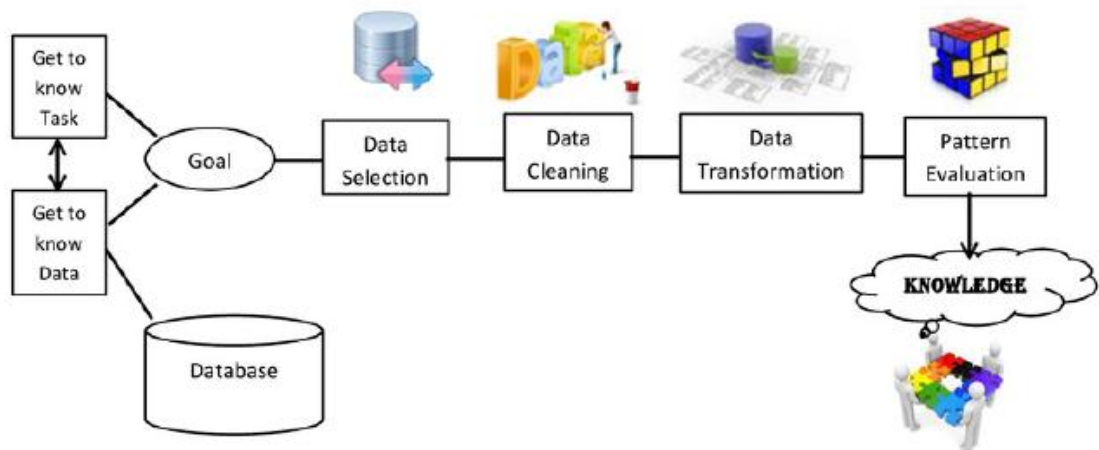 Get to
know
Task
Get to
know
Data
Goal
Database
Data
Selection
Data
Cleaning
Data
Transformation
Pattern
Evaluation
KNOWLEDGE
Data